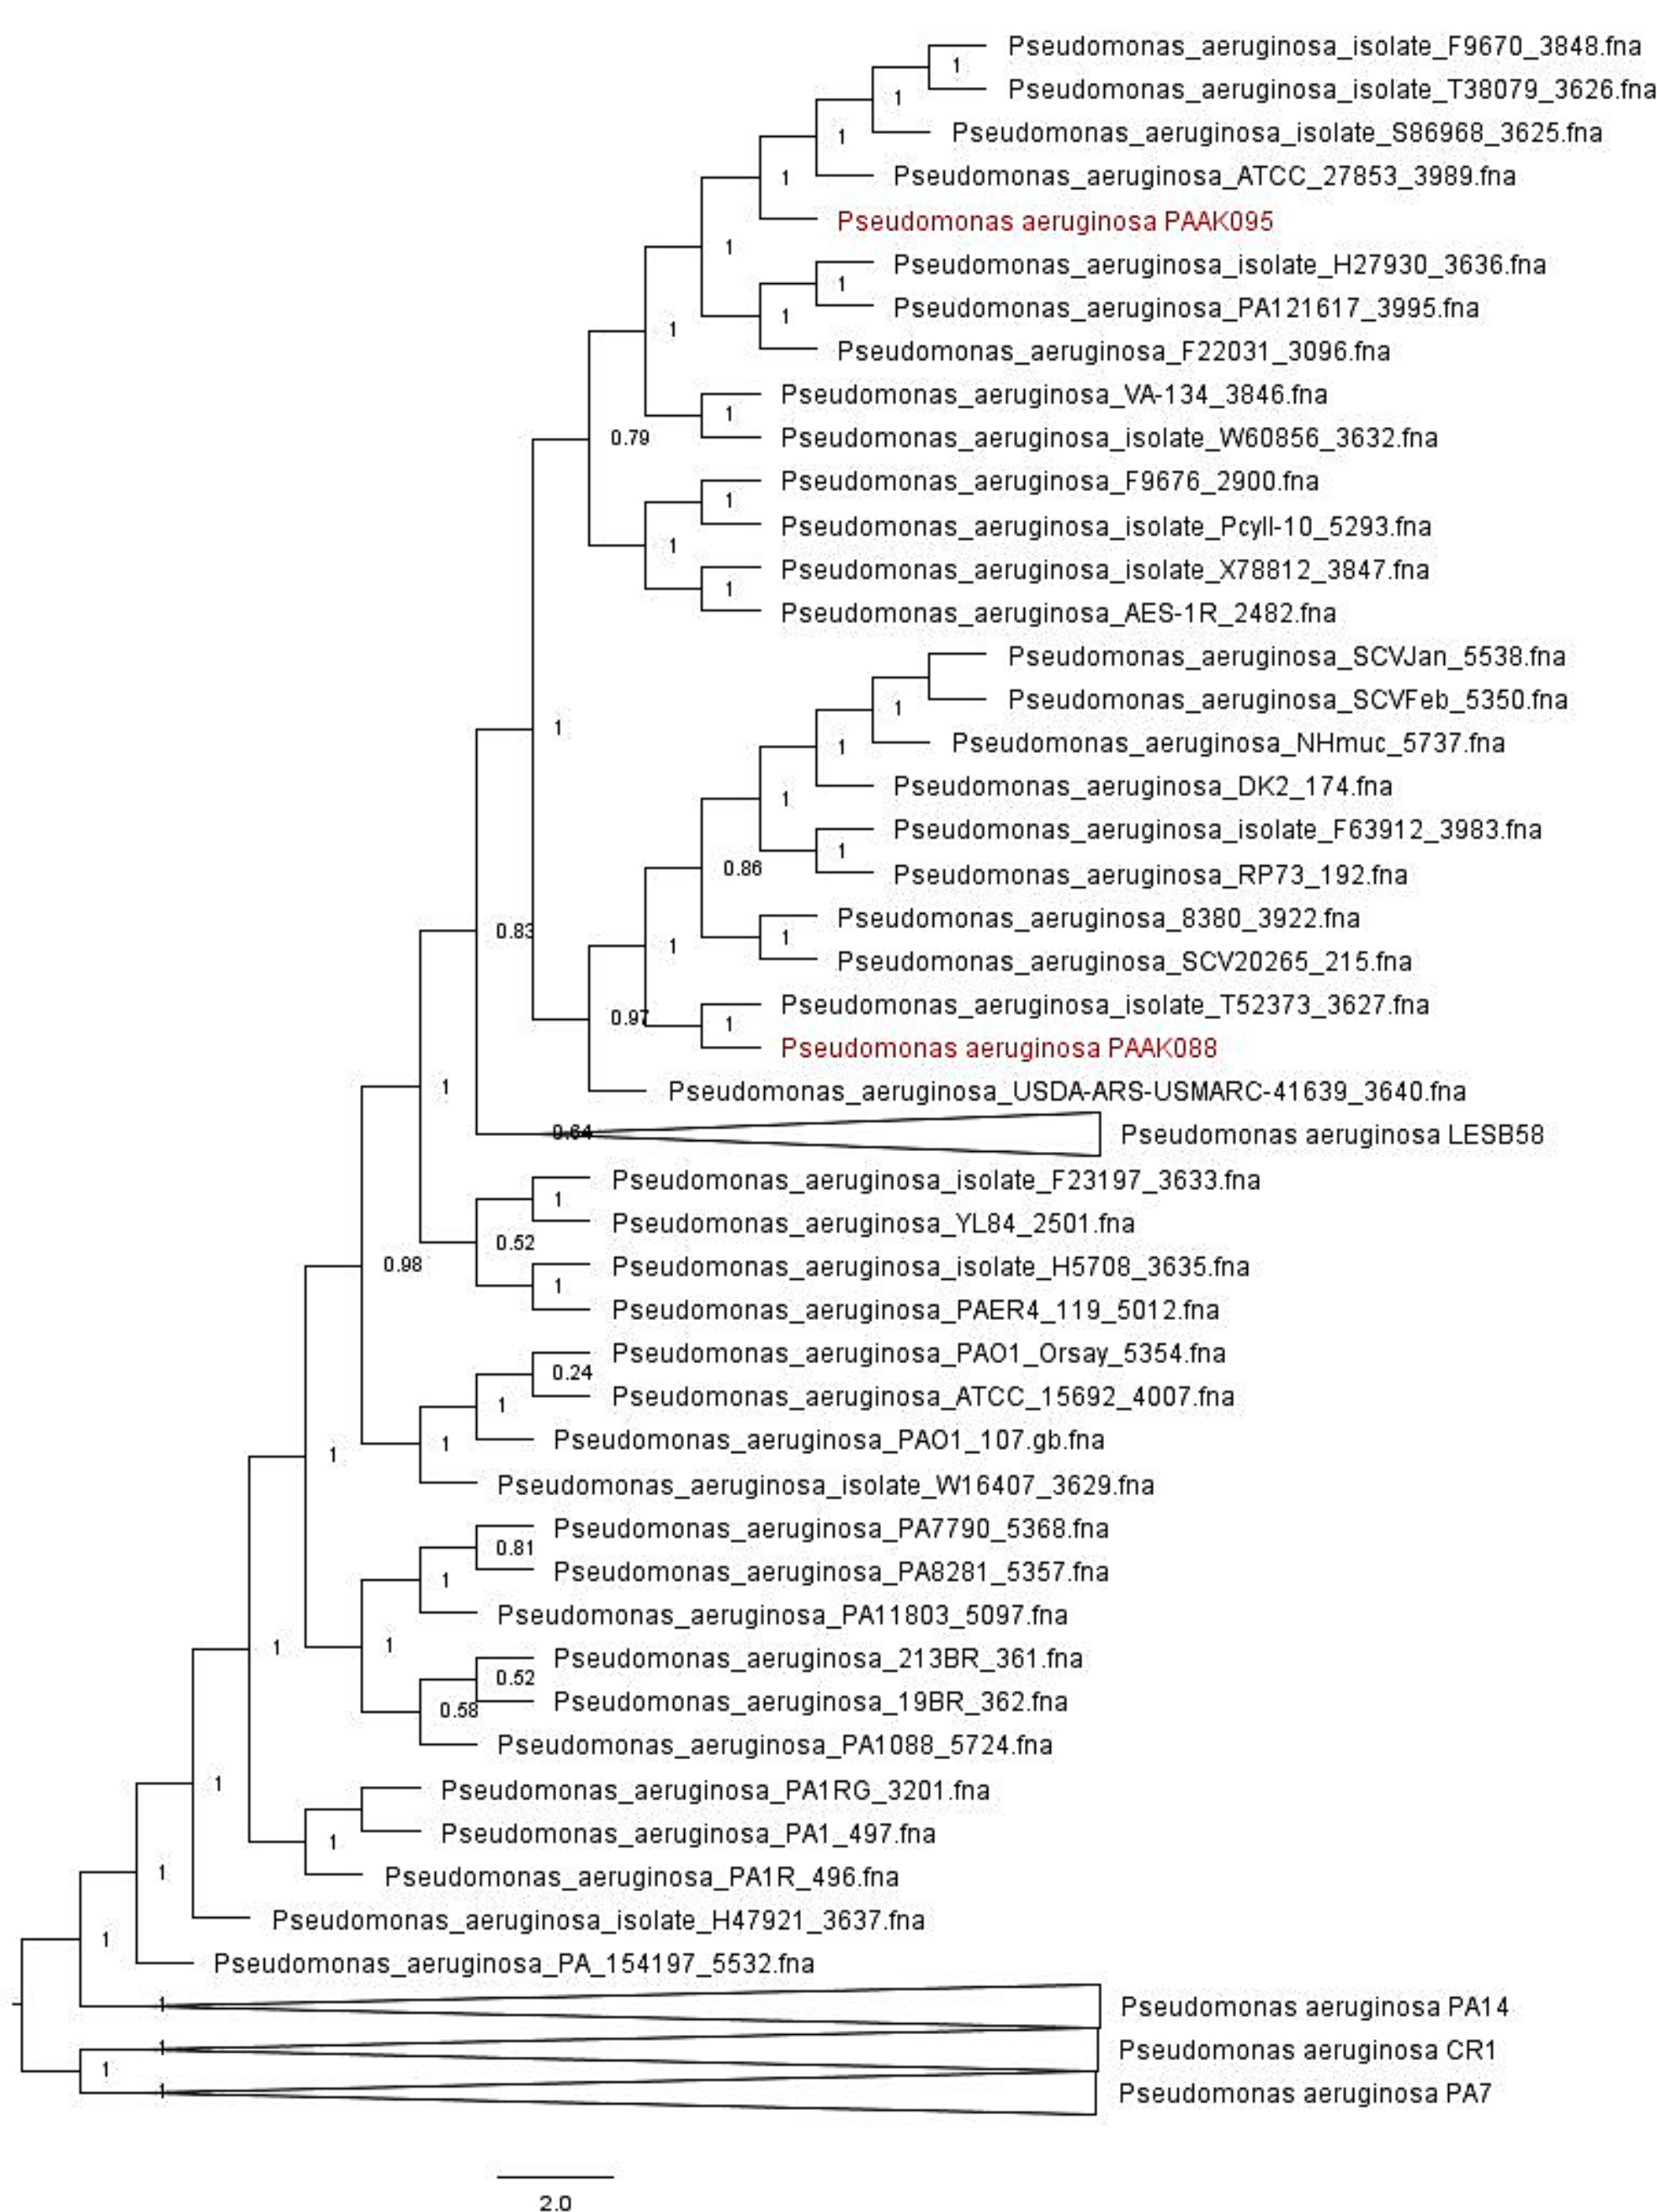 Pseudomonas_aeruginosa_isolate_F9670_3848.fna
1
Pseudomonas_aeruginosa_isolate_T38079_3626.fna
1
Pseudomonas_aeruginosa_isolate_S86968_3625.fna
1
Pseudomonas_aeruginosa_ATCC_27853_3989.fna
1
Pseudomonas aeruginosa PAAK095
1
Pseudomonas_aeruginosa_isolate_H27930_3636.fna
1
Pseudomonas_aeruginosa_PA121617_3995.fna
1
1
Pseudomonas_aeruginosa_F22031_3096.fna
Pseudomonas_aeruginosa_VA-134_3846.fna
1
0.79
Pseudomonas_aeruginosa_isolate_W60856_3632.fna
Pseudomonas_aeruginosa_F9676_2900.fna
1
Pseudomonas_aeruginosa_isolate_Pcyll-10_5293.fna
1
Pseudomonas_aeruginosa_isolate_X78812_3847.fna
1
Pseudomonas_aeruginosa_AES-1R_2482.fna
Pseudomonas_aeruginosa_SCVJan_5538.fna
Pseudomonas_aeruginosa_SCVFeb_5350.fna
1
1
Pseudomonas_aeruginosa_NHmuc_5737.fna
1
Pseudomonas_aeruginosa_DK2_174.fna
1
Pseudomonas_aeruginosa_isolate_F63912_3983.fna
1
0.86
Pseudomonas_aeruginosa_RP73_192.fna
Pseudomonas_aeruginosa_8380_3922.fna
0.83
1
1
Pseudomonas_aeruginosa_SCV20265_215.fna
Pseudomonas_aeruginosa_isolate_T52373_3627.fna
0.97
1
Pseudomonas aeruginosa PAAK088
1
Pseudomonas_aeruginosa_USDA-ARS-USMARC-41639_3640.fna
0.64
Pseudomonas aeruginosa LESB58
Pseudomonas_aeruginosa_isolate_F23197_3633.fna
1
Pseudomonas_aeruginosa_YL84_2501.fna
0.52
0.98
Pseudomonas_aeruginosa_isolate_H5708_3635.fna
1
Pseudomonas_aeruginosa_PAER4_119_5012.fna
Pseudomonas_aeruginosa_PAO1_Orsay_5354.fna
0.24
Pseudomonas_aeruginosa_ATCC_15692_4007.fna
1
Pseudomonas_aeruginosa_PAO1_107.gb.fna
1
1
Pseudomonas_aeruginosa_isolate_W16407_3629.fna
Pseudomonas_aeruginosa_PA7790_5368.fna
0.81
Pseudomonas_aeruginosa_PA8281_5357.fna
1
Pseudomonas_aeruginosa_PA11803_5097.fna
1
1
Pseudomonas_aeruginosa_213BR_361.fna
0.52
Pseudomonas_aeruginosa_19BR_362.fna
0.58
Pseudomonas_aeruginosa_PA1088_5724.fna
1
Pseudomonas_aeruginosa_PA1RG_3201.fna
Pseudomonas_aeruginosa_PA1_497.fna
1
1
Pseudomonas_aeruginosa_PA1R_496.fna
Pseudomonas_aeruginosa_isolate_H47921_3637.fna
1
Pseudomonas_aeruginosa_PA_154197_5532.fna
1
Pseudomonas aeruginosa PA14
1
Pseudomonas aeruginosa CR1
1
1
Pseudomonas aeruginosa PA7
2.0